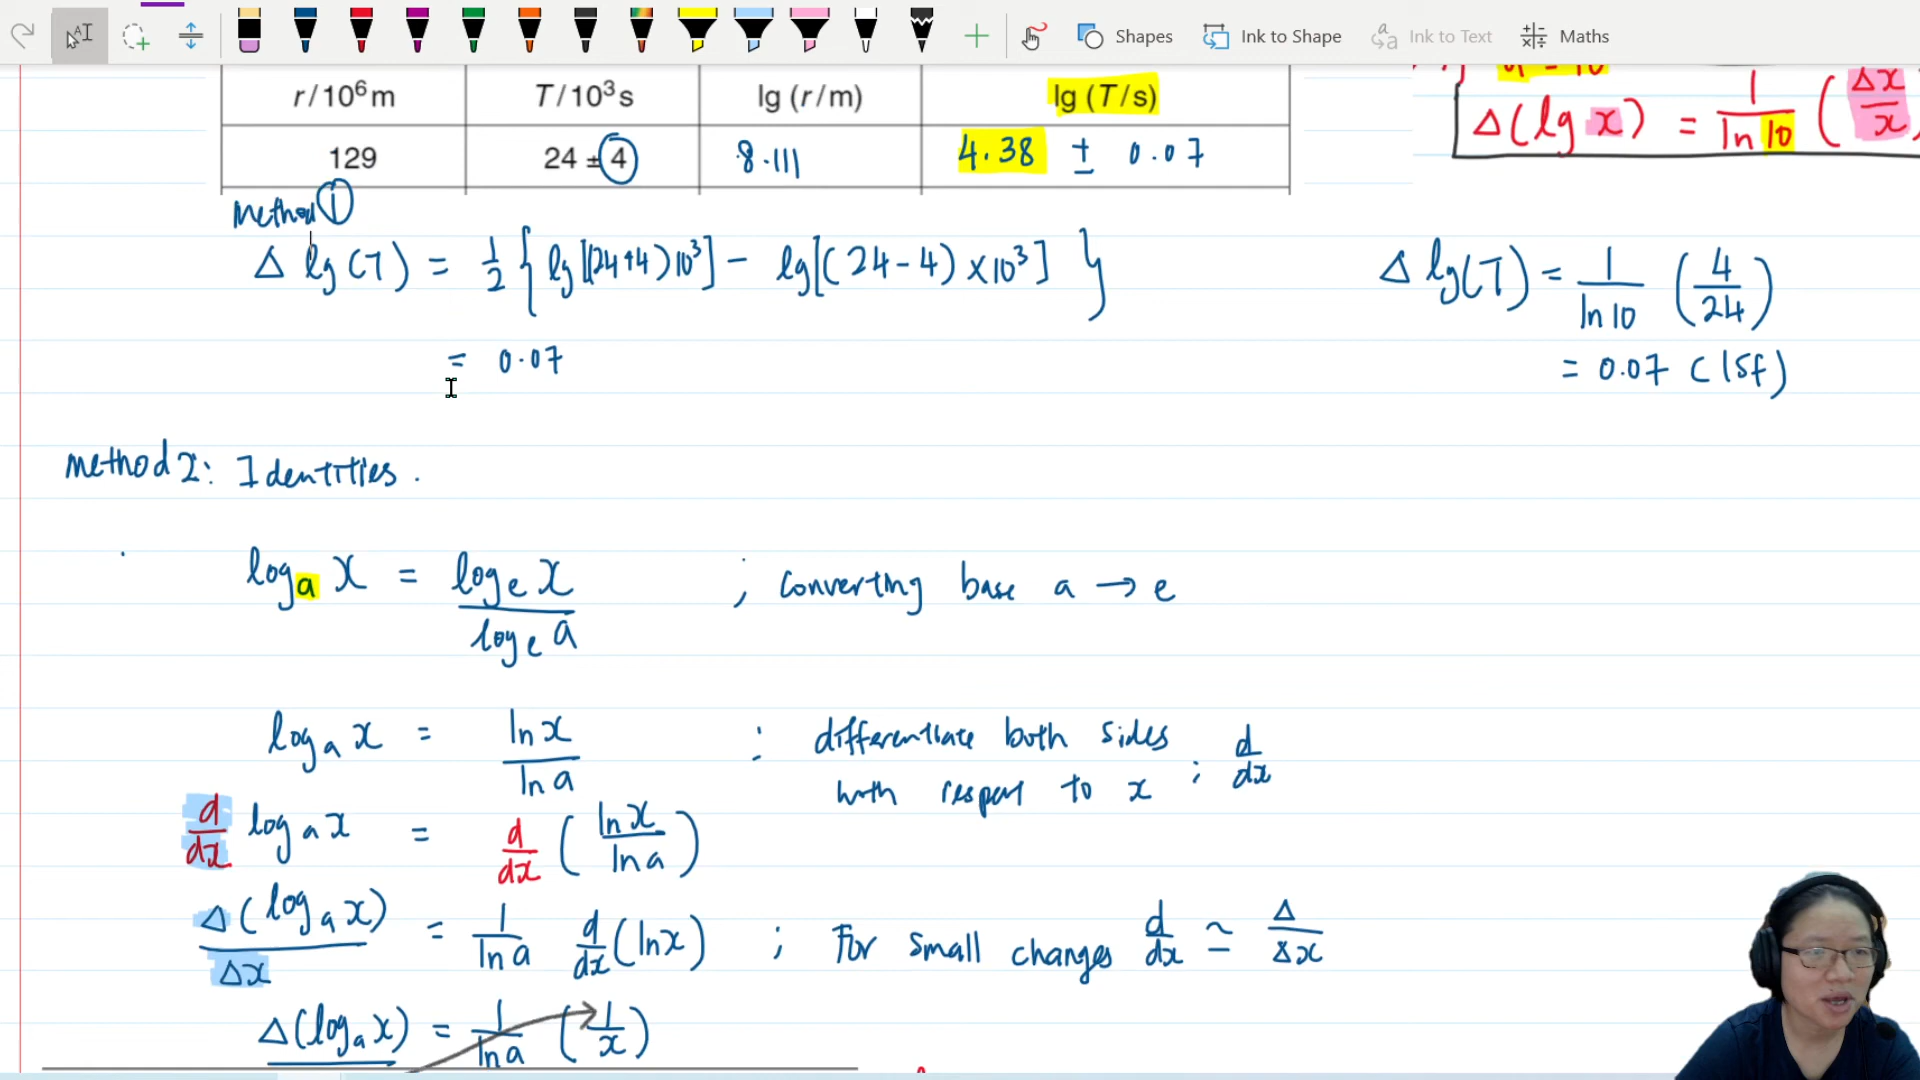 Shapes Ink to Shape Ink to Text Maths
r/10⁶m T/10³s lg (r/m) lg (T/s)
129 24 ± 4 8.111 4.38 ± 0.07
Δ(lg x) = 1/ln 10 (Δx/x
Method ①
Δ lg(T) = ½ { lg[(24+4)10³] − lg[(24−4)×10³] }
= 0.07
Δ lg(T) = 1/ln10 (4/24)
= 0.07 (1sf)
method 2: Identities.
logₐ x = logₑ x / logₑ a ; converting base a → e
logₐ x = ln x / ln a : differentiate both sides
with respect to x ; d/dx
d/dx logₐ x = d/dx (ln x / ln a)
Δ(logₐ x)/Δx = 1/ln a d/dx (ln x) ; For small changes d/dx ≃ Δ/Δx
Δ(logₐ x) = 1/ln a (1/x)